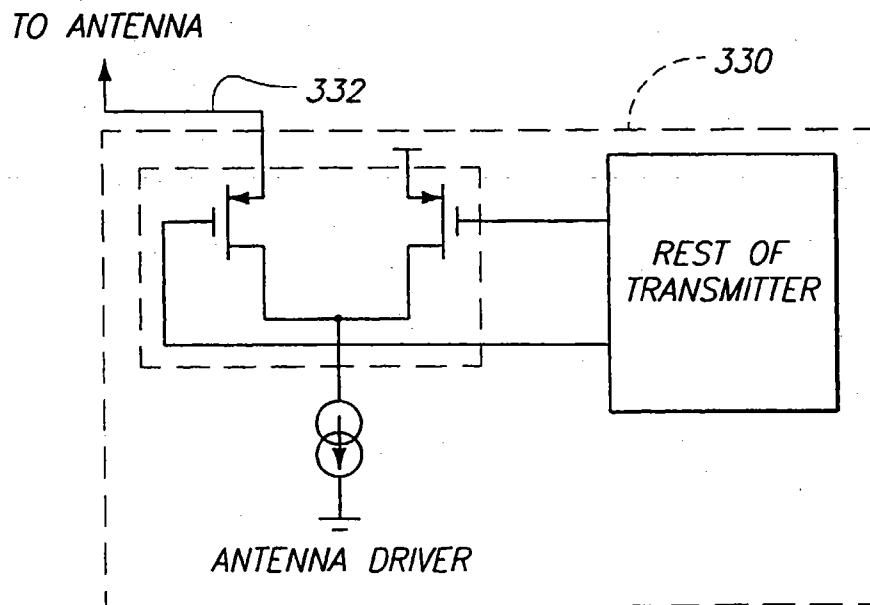 TO ANTENNA
332
330
REST OF
TRANSMITTER
ANTENNA DRIVER